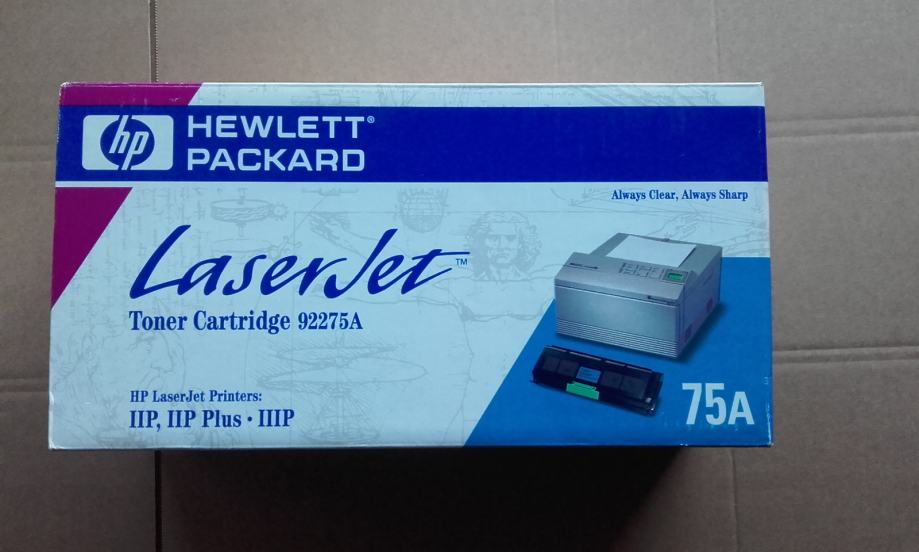 hp HEWLETT®
PACKARD
Always Clear, Always Sharp
LaserJet™
Toner Cartridge 92275A
HP LaserJet Printers:
IIP, IIP Plus · IIIP
75A